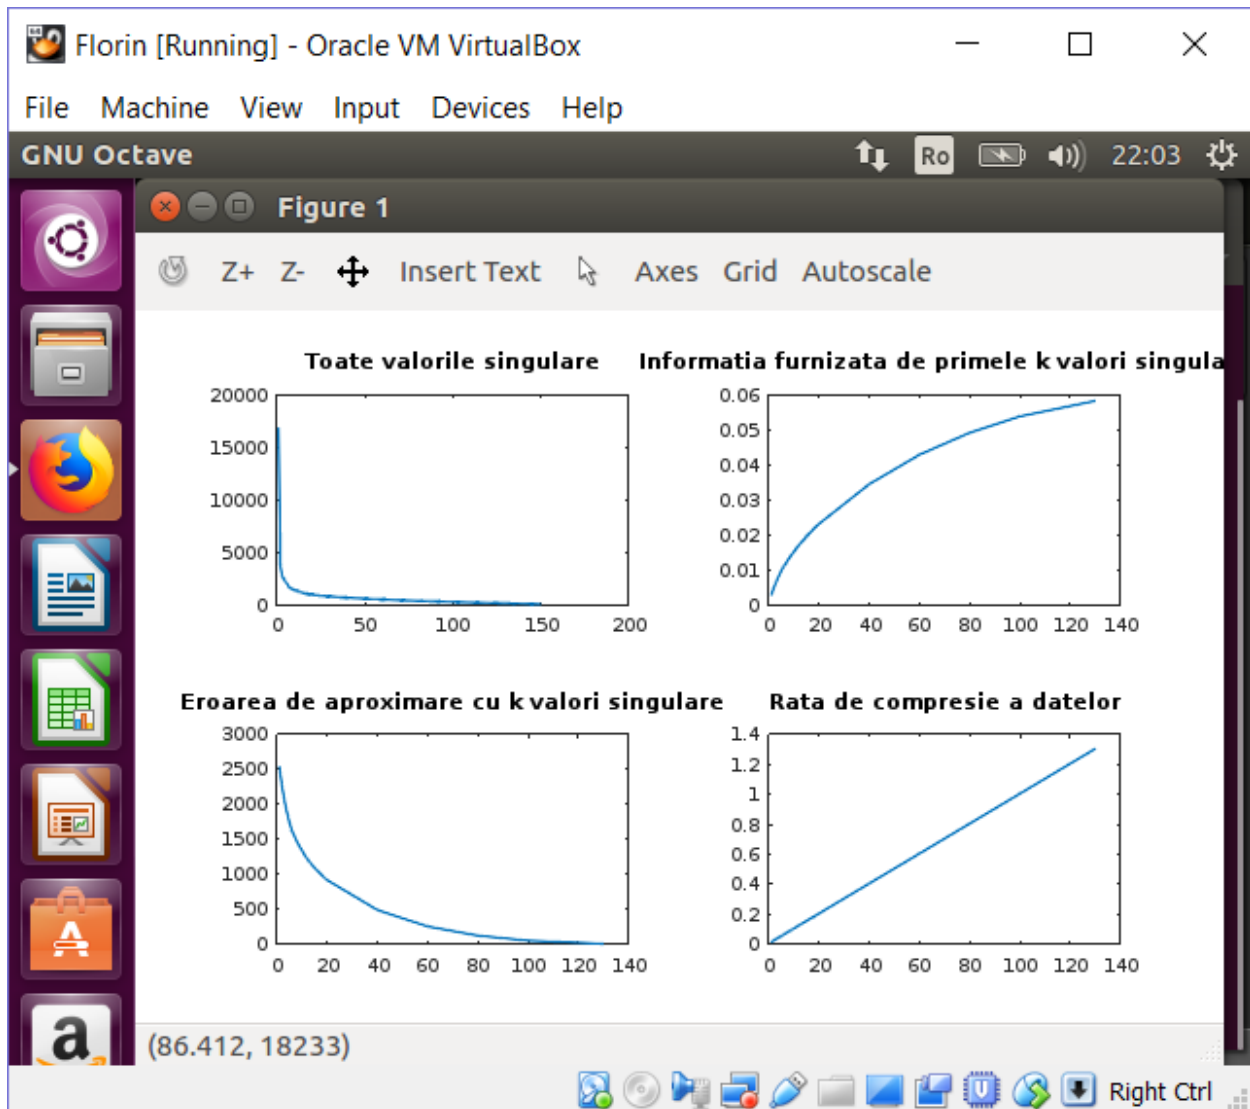 Florin [Running] - Oracle VM VirtualBox
File Machine View Input Devices Help
GNU Octave Ro 22:03
Figure 1
Z+ Z- Insert Text Axes Grid Autoscale
Toate valorile singulare
20000
15000
10000
5000
0
0 50 100 150 200
Informatia furnizata de primele k valori singula
0.06
0.05
0.04
0.03
0.02
0.01
0
0 20 40 60 80 100 120 140
Eroarea de aproximare cu k valori singulare
3000
2500
2000
1500
1000
500
0
0 20 40 60 80 100 120 140
Rata de compresie a datelor
1.4
1.2
1
0.8
0.6
0.4
0.2
0
0 20 40 60 80 100 120 140
a
(86.412, 18233)
Right Ctrl